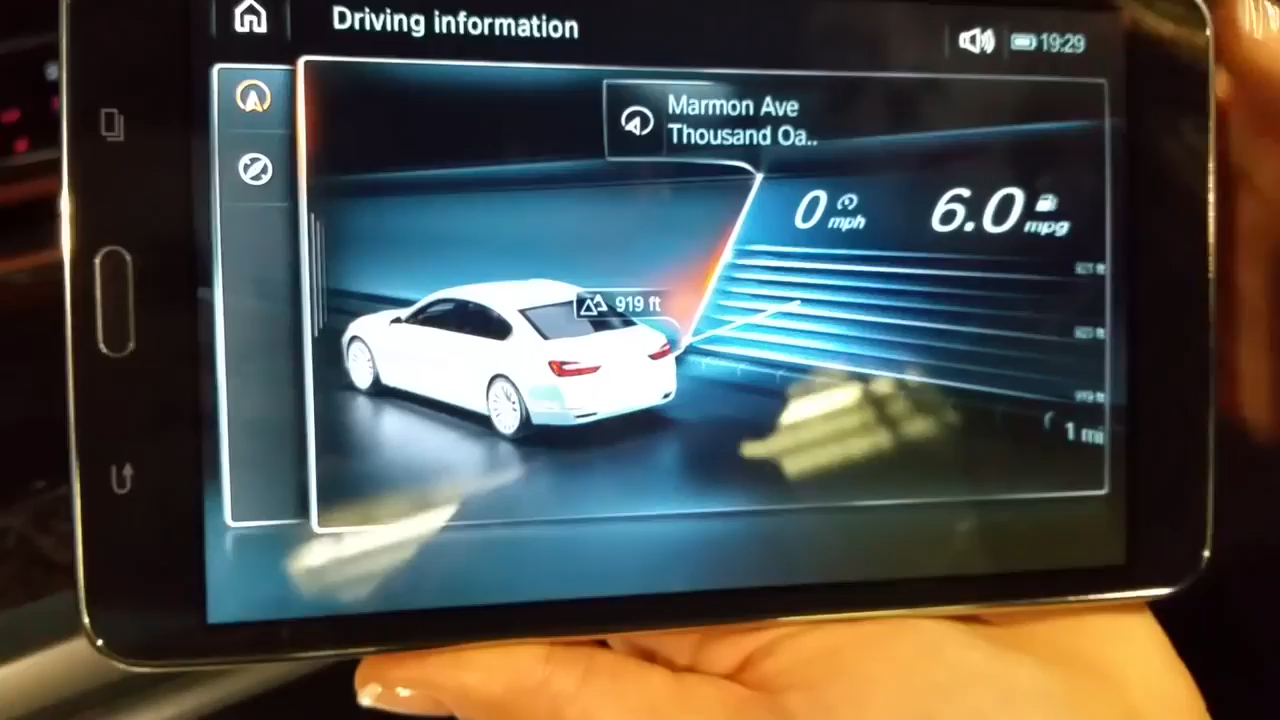 Driving information
19:29
Marmon Ave
Thousand Oa..
0 mph
6.0 mpg
919 ft
1 mi